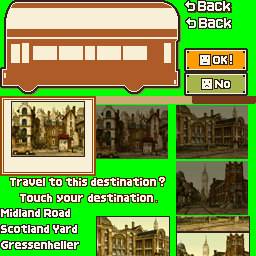 Back
Back
OK!
No
Travel to this destination?
Touch your destination.
Midland Road
Scotland Yard
Gressenheller